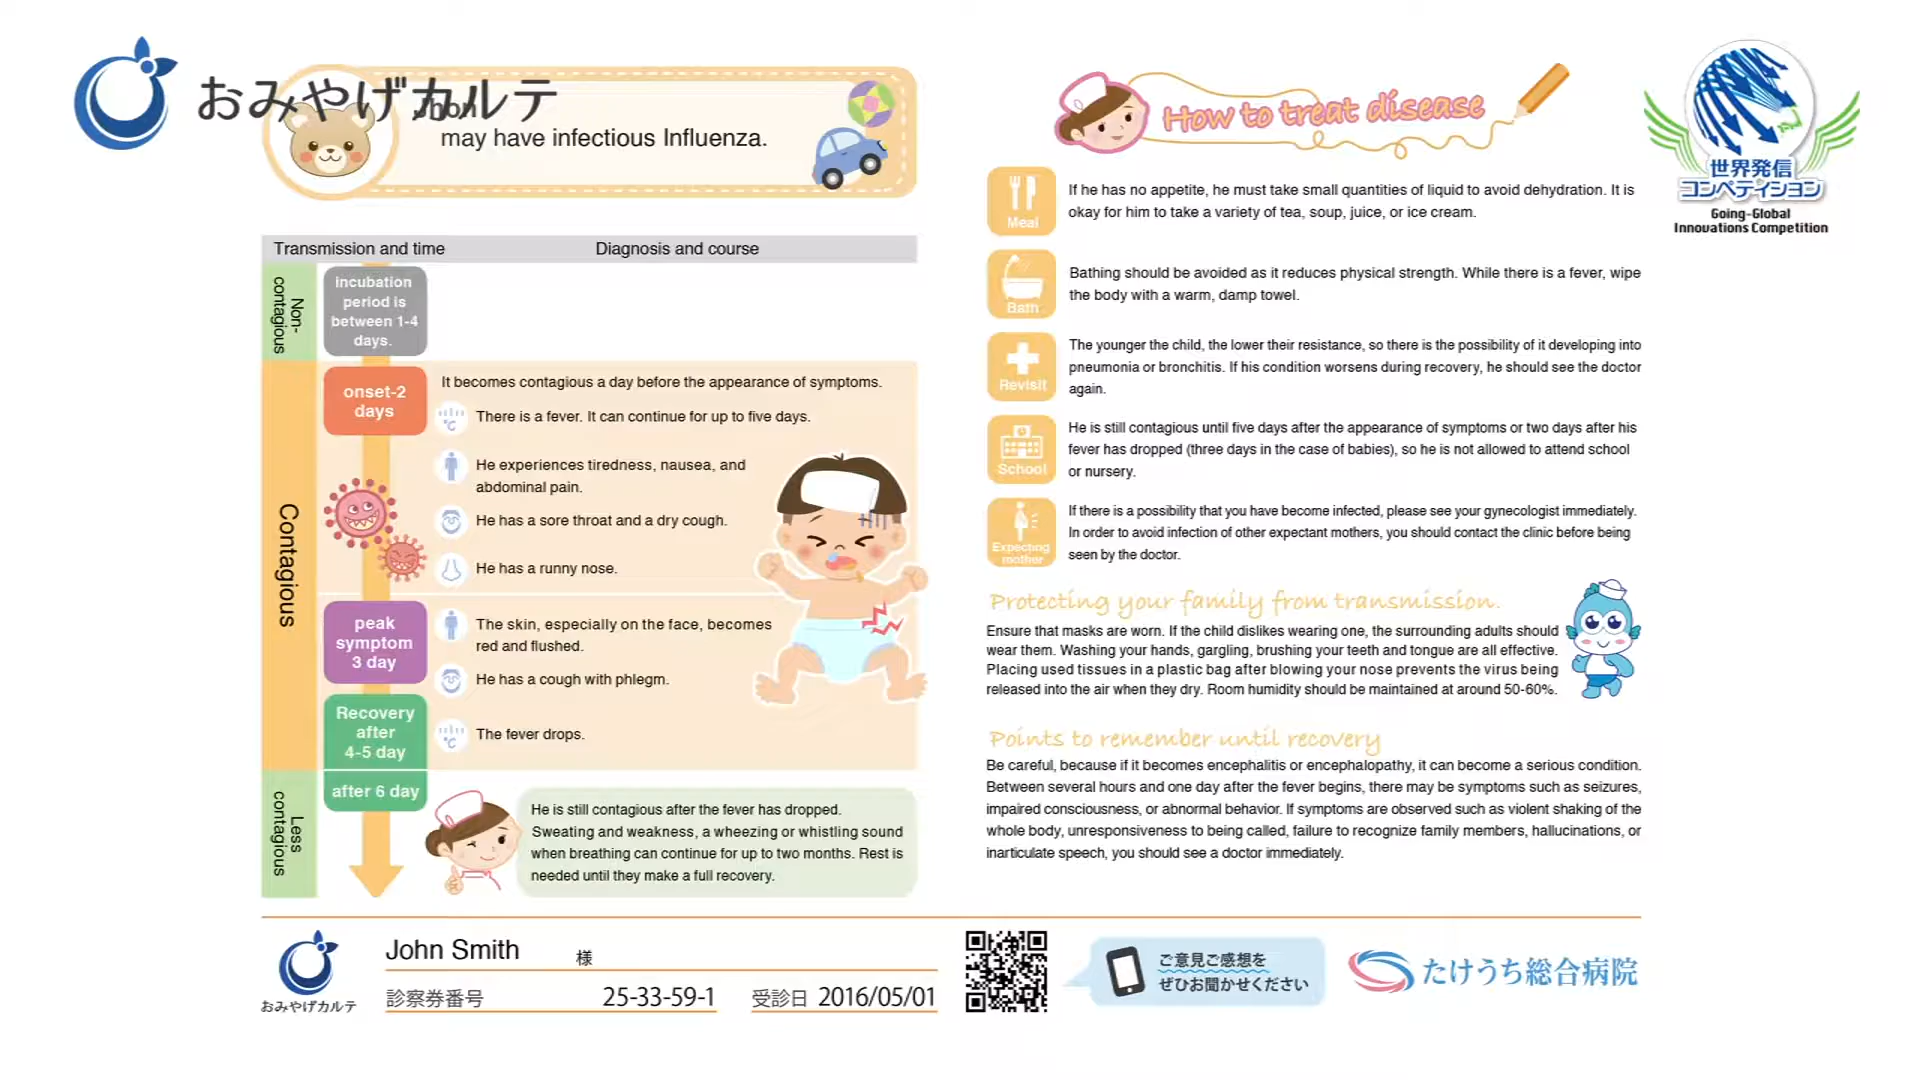 おみやげカルテ
John
may have infectious Influenza.
Transmission and time
Diagnosis and course
Non-
contagious
incubation
period is
between 1-4
days.
Contagious
onset-2
days
It becomes contagious a day before the appearance of symptoms.
°C
There is a fever. It can continue for up to five days.
He experiences tiredness, nausea, and
abdominal pain.
He has a sore throat and a dry cough.
He has a runny nose.
peak
symptom
3 day
The skin, especially on the face, becomes
red and flushed.
He has a cough with phlegm.
Recovery
after
4-5 day
°C
The fever drops.
Less
contagious
after 6 day
He is still contagious after the fever has dropped.
Sweating and weakness, a wheezing or whistling sound
when breathing can continue for up to two months. Rest is
needed until they make a full recovery.
How to treat disease
世界発信
コンペティション
Going-Global
Innovations Competition
Meal
If he has no appetite, he must take small quantities of liquid to avoid dehydration. It is
okay for him to take a variety of tea, soup, juice, or ice cream.
Bath
Bathing should be avoided as it reduces physical strength. While there is a fever, wipe
the body with a warm, damp towel.
Revisit
The younger the child, the lower their resistance, so there is the possibility of it developing into
pneumonia or bronchitis. If his condition worsens during recovery, he should see the doctor
again.
School
He is still contagious until five days after the appearance of symptoms or two days after his
fever has dropped (three days in the case of babies), so he is not allowed to attend school
or nursery.
Expecting
mother
If there is a possibility that you have become infected, please see your gynecologist immediately.
In order to avoid infection of other expectant mothers, you should contact the clinic before being
seen by the doctor.
Protecting your family from transmission.
Ensure that masks are worn. If the child dislikes wearing one, the surrounding adults should
wear them. Washing your hands, gargling, brushing your teeth and tongue are all effective.
Placing used tissues in a plastic bag after blowing your nose prevents the virus being
released into the air when they dry. Room humidity should be maintained at around 50-60%.
Points to remember until recovery
Be careful, because if it becomes encephalitis or encephalopathy, it can become a serious condition.
Between several hours and one day after the fever begins, there may be symptoms such as seizures,
impaired consciousness, or abnormal behavior. If symptoms are observed such as violent shaking of the
whole body, unresponsiveness to being called, failure to recognize family members, hallucinations, or
inarticulate speech, you should see a doctor immediately.
おみやげカルテ
John Smith 様
診察券番号 25-33-59-1 受診日 2016/05/01
ご意見ご感想を
ぜひお聞かせください
たけうち総合病院